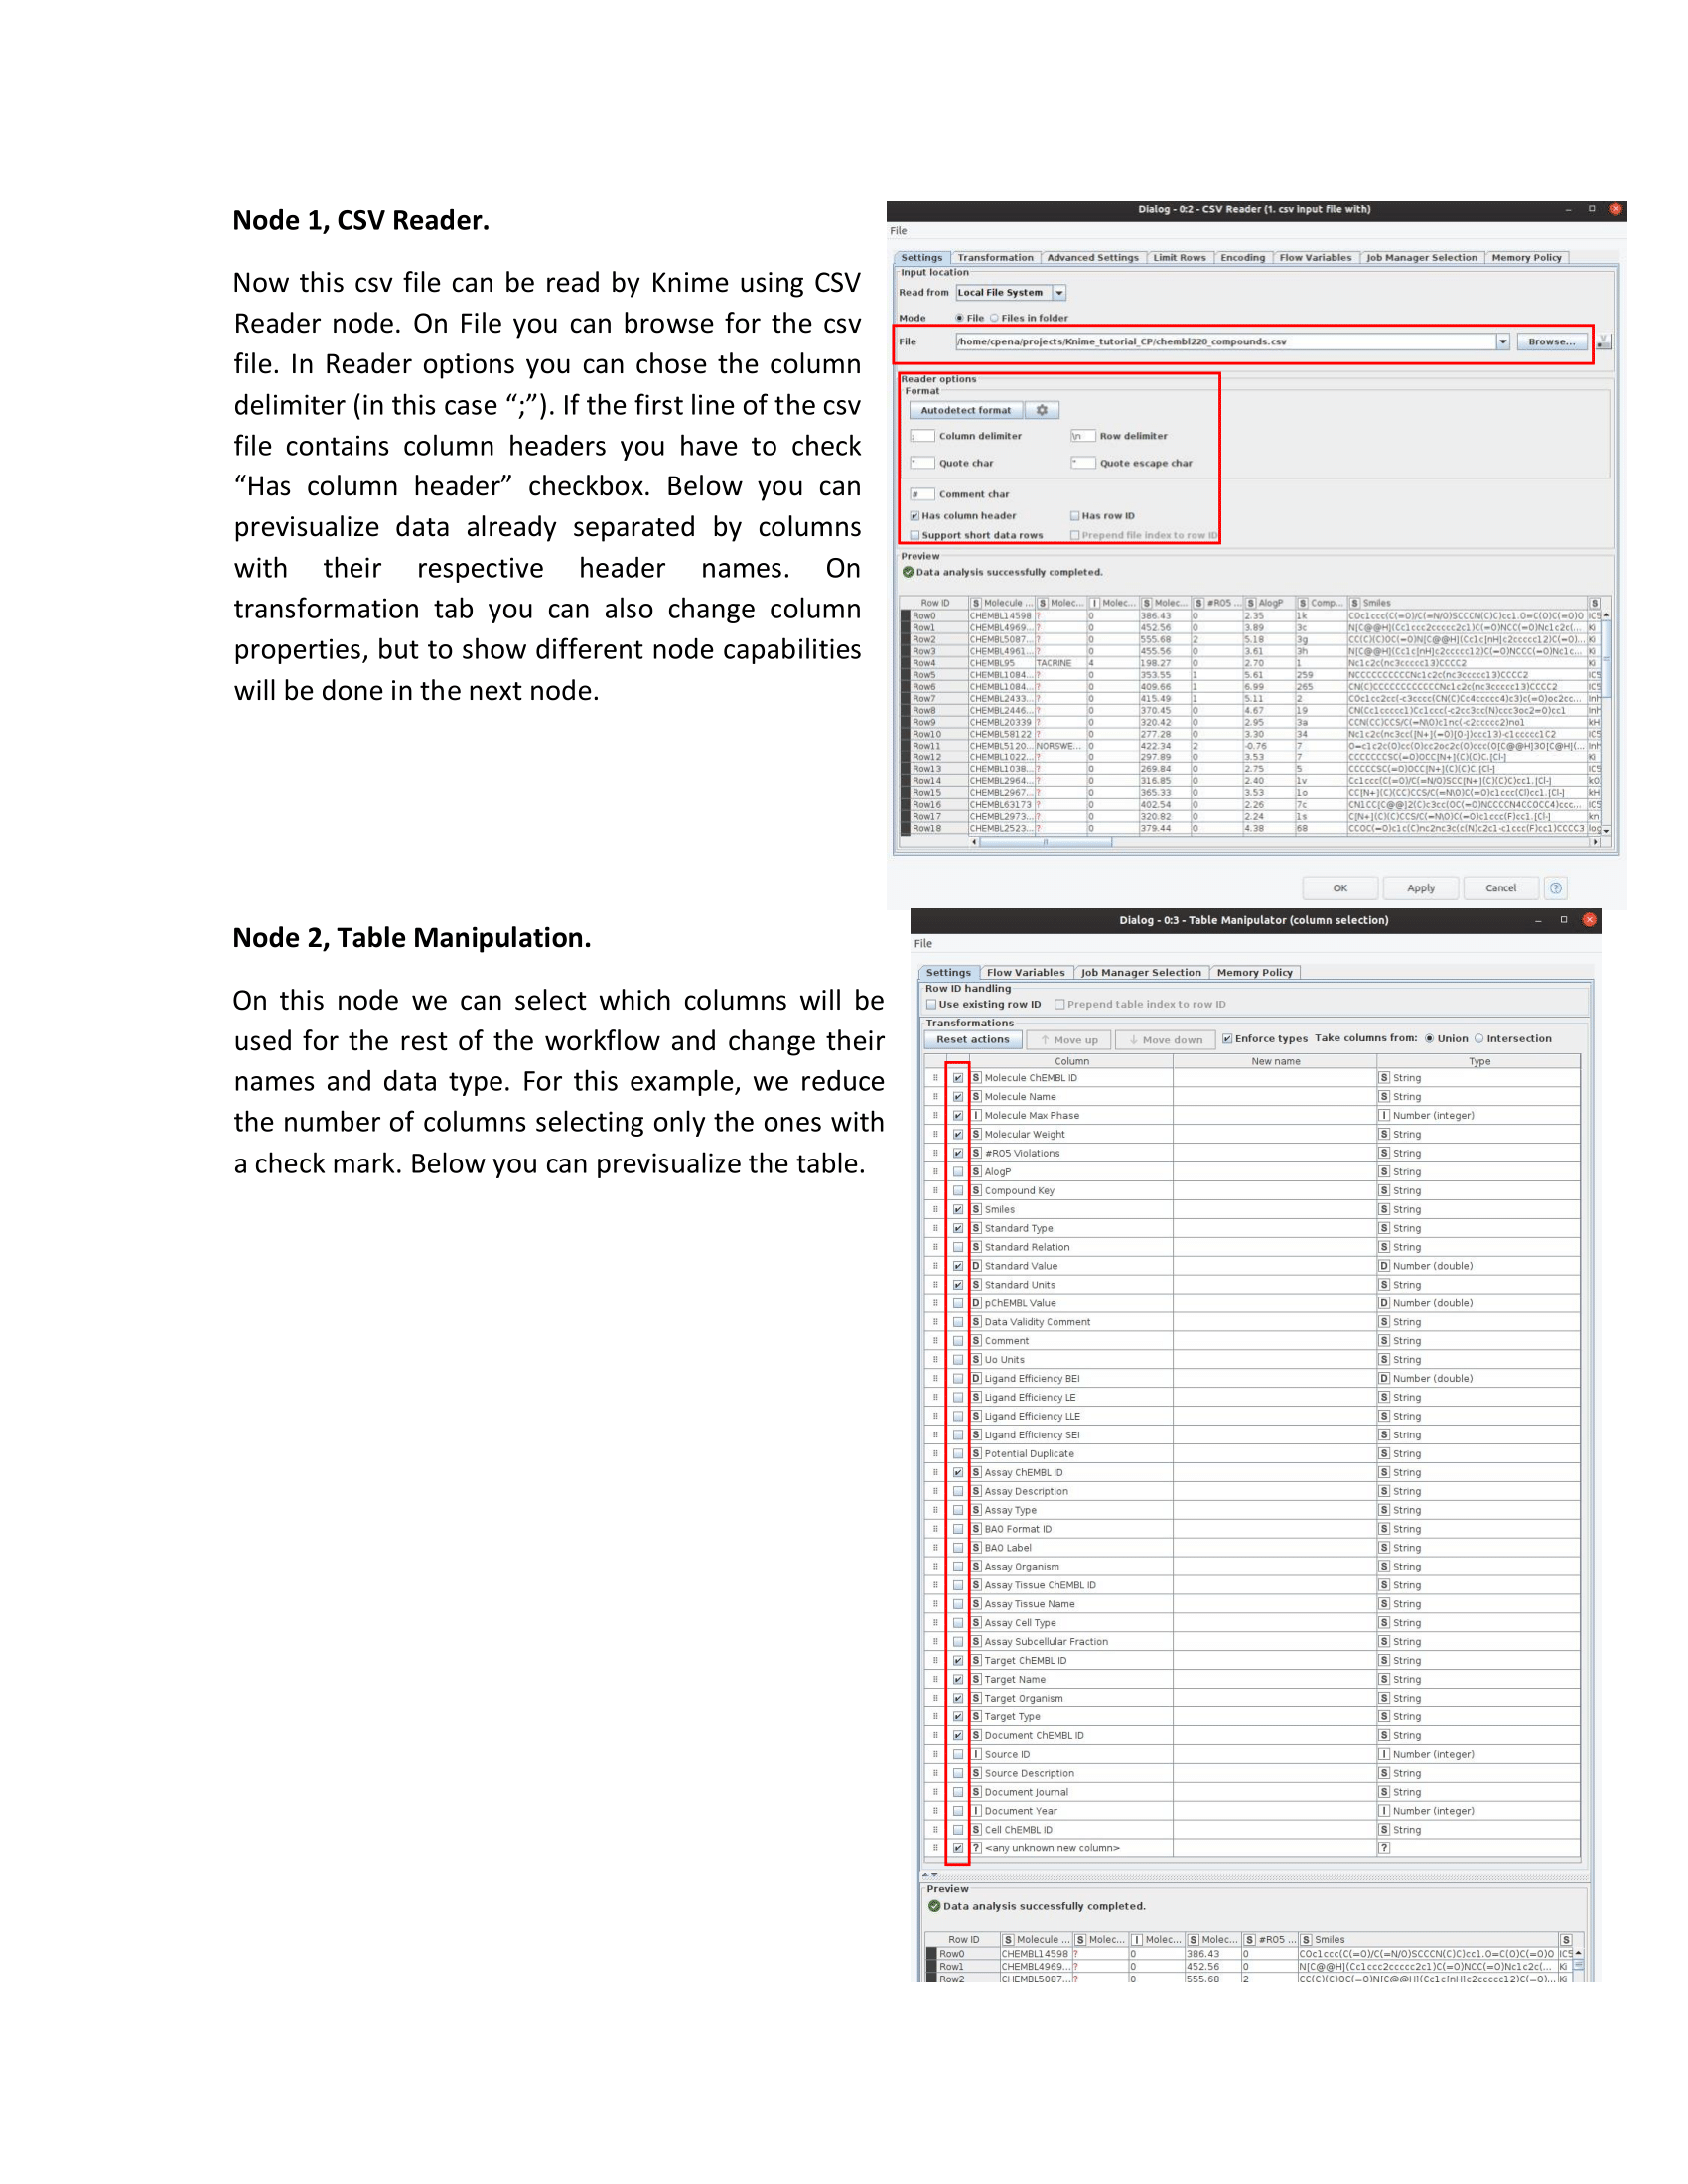 Node 1, CSV Reader.
Now this csv file can be read by Knime using CSV
Reader node. On File you can browse for the csv
file. In Reader options you can chose the column
delimiter (in this case “;”). If the first line of the csv
file contains column headers you have to check
“Has column header” checkbox. Below you can
previsualize data already separated by columns
with their respective header names. On
transformation tab you can also change column
properties, but to show different node capabilities
will be done in the next node.
Dialog - 0:2 - CSV Reader (1. csv input file with)
File
Settings Transformation Advanced Settings Limit Rows Encoding Flow Variables Job Manager Selection Memory Policy
Input location
Read from Local File System
Mode File Files in folder
File /home/cpena/projects/Knime_tutorial_CP/chembl220_compounds.csv Browse...
Reader options
Format
Autodetect format
; Column delimiter \n Row delimiter
" Quote char " Quote escape char
# Comment char
Has column header Has row ID
Support short data rows Prepend file index to row ID
Preview
Data analysis successfully completed.
Row ID S Molecule ... S Molec... I Molec... S Molec... S #RO5 ... S AlogP S Comp... S Smiles S
Row0 CHEMBL14598 ? 0 386.43 0 2.35 1k COc1ccc(C(=O)/C(=N/O)SCCCN(C)C)cc1.O=C(O)C(=O)O IC5
Row1 CHEMBL4969... ? 0 452.56 0 3.89 3c N[C@@H](Cc1ccc2ccccc2c1)C(=O)NCC(=O)Nc1c2c(... Ki
Row2 CHEMBL5087... ? 0 555.68 2 5.18 3g CC(C)(C)OC(=O)N[C@@H](Cc1c[nH]c2ccccc12)C(=O)... Ki
Row3 CHEMBL4961... ? 0 455.56 0 3.61 3h N[C@@H](Cc1c[nH]c2ccccc12)C(=O)NCCC(=O)Nc1c... Ki
Row4 CHEMBL95 TACRINE 4 198.27 0 2.70 1 Nc1c2c(nc3ccccc13)CCCC2 Ki
Row5 CHEMBL1084... ? 0 353.55 1 5.61 259 NCCCCCCCCCCNc1c2c(nc3ccccc13)CCCC2 IC5
Row6 CHEMBL1084... ? 0 409.66 1 6.99 265 CN(C)CCCCCCCCCCCCNc1c2c(nc3ccccc13)CCCC2 IC5
Row7 CHEMBL2433... ? 0 415.49 1 5.11 2 COc1cc2cc(-c3cccc(CN(C)Cc4ccccc4)c3)c(=O)oc2cc... Inh
Row8 CHEMBL2446... ? 0 370.45 0 4.67 19 CN(Cc1ccccc1)Cc1ccc(-c2cc3cc(N)ccc3oc2=O)cc1 Inh
Row9 CHEMBL20339 ? 0 320.42 0 2.95 3a CCN(CC)CCS/C(=N\O)c1nc(-c2ccccc2)no1 kH
Row10 CHEMBL58122 ? 0 277.28 0 3.30 34 Nc1c2c(nc3cc([N+](=O)[O-])ccc13)-c1ccccc1C2 IC5
Row11 CHEMBL5120... NORSWE... 0 422.34 2 -0.76 7 O=c1c2c(O)cc(O)cc2oc2c(O)ccc(O[C@@H]3O[C@H](... Inh
Row12 CHEMBL1022... ? 0 297.89 0 3.53 7 CCCCCCCSC(=O)OCC[N+](C)(C)C.[Cl-] Ki
Row13 CHEMBL1038... ? 0 269.84 0 2.75 5 CCCCCSC(=O)OCC[N+](C)(C)C.[Cl-] IC5
Row14 CHEMBL2964... ? 0 316.85 0 2.40 1v Cc1ccc(C(=O)/C(=N/O)SCC[N+](C)(C)C)cc1.[Cl-] kO
Row15 CHEMBL2967... ? 0 365.33 0 3.53 1o CC[N+](C)(CC)CCS/C(=N\O)C(=O)c1ccc(Cl)cc1.[Cl-] kH
Row16 CHEMBL63173 ? 0 402.54 0 2.26 7c CN1CC[C@@]2(C)c3cc(OC(=O)NCCCCN4CCOCC4)ccc... IC5
Row17 CHEMBL2973... ? 0 320.82 0 2.24 1s C[N+](C)(C)CCS/C(=N\O)C(=O)c1ccc(F)cc1.[Cl-] kn
Row18 CHEMBL2523... ? 0 379.44 0 4.38 68 CCOC(=O)c1c(C)nc2nc3c(c(N)c2c1-c1ccc(F)cc1)CCCC3 log
OK Apply Cancel ?
Node 2, Table Manipulation.
On this node we can select which columns will be
used for the rest of the workflow and change their
names and data type. For this example, we reduce
the number of columns selecting only the ones with
a check mark. Below you can previsualize the table.
Dialog - 0:3 - Table Manipulator (column selection)
File
Settings Flow Variables Job Manager Selection Memory Policy
Row ID handling
Use existing row ID Prepend table index to row ID
Transformations
Reset actions Move up Move down Enforce types Take columns from: Union Intersection
Column New name Type
S Molecule ChEMBL ID S String
S Molecule Name S String
I Molecule Max Phase I Number (integer)
S Molecular Weight S String
S #RO5 Violations S String
S AlogP S String
S Compound Key S String
S Smiles S String
S Standard Type S String
S Standard Relation S String
D Standard Value D Number (double)
S Standard Units S String
D pChEMBL Value D Number (double)
S Data Validity Comment S String
S Comment S String
S Uo Units S String
D Ligand Efficiency BEI D Number (double)
S Ligand Efficiency LE S String
S Ligand Efficiency LLE S String
S Ligand Efficiency SEI S String
S Potential Duplicate S String
S Assay ChEMBL ID S String
S Assay Description S String
S Assay Type S String
S BAO Format ID S String
S BAO Label S String
S Assay Organism S String
S Assay Tissue ChEMBL ID S String
S Assay Tissue Name S String
S Assay Cell Type S String
S Assay Subcellular Fraction S String
S Target ChEMBL ID S String
S Target Name S String
S Target Organism S String
S Target Type S String
S Document ChEMBL ID S String
I Source ID I Number (integer)
S Source Description S String
S Document Journal S String
I Document Year I Number (integer)
S Cell ChEMBL ID S String
? <any unknown new column> ?
Preview
Data analysis successfully completed.
Row ID S Molecule ... S Molec... I Molec... S Molec... S #RO5 ... S Smiles S
Row0 CHEMBL14598 ? 0 386.43 0 COc1ccc(C(=O)/C(=N/O)SCCCN(C)C)cc1.O=C(O)C(=O)O IC5
Row1 CHEMBL4969... ? 0 452.56 0 N[C@@H](Cc1ccc2ccccc2c1)C(=O)NCC(=O)Nc1c2c(... Ki
Row2 CHEMBL5087... ? 0 555.68 2 CC(C)(C)OC(=O)N[C@@H](Cc1c[nH]c2ccccc12)C(=O)... Ki